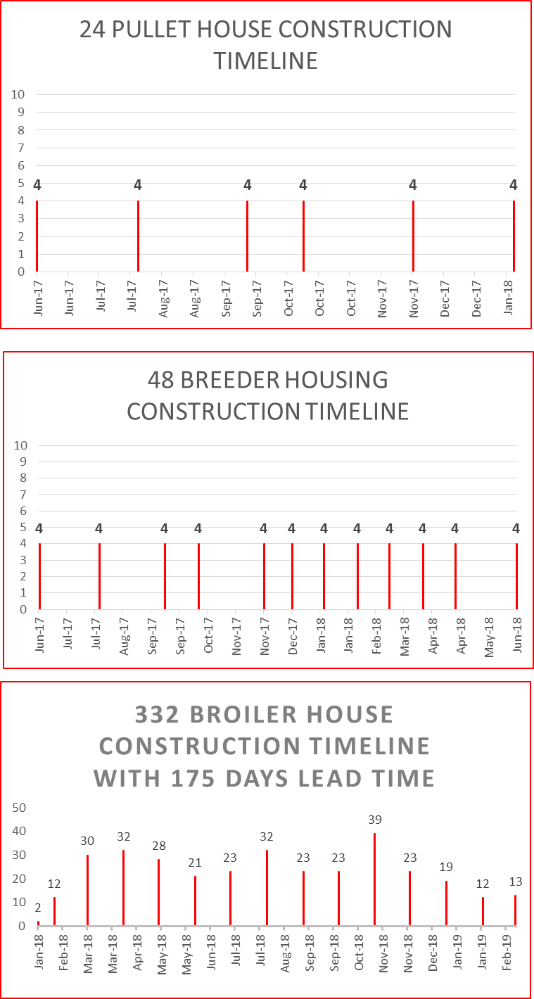 24 PULLET HOUSE CONSTRUCTION
TIMELINE
10
9
8
7
6
5
4
3
2
1
0
4 4 4 4 4 4
Jun-17 Jun-17 Jul-17 Jul-17 Aug-17 Aug-17 Sep-17 Sep-17 Oct-17 Oct-17 Oct-17 Nov-17 Nov-17 Dec-17 Dec-17 Jan-18
48 BREEDER HOUSING
CONSTRUCTION TIMELINE
10
9
8
7
6
5
4
3
2
1
0
4 4 4 4 4 4 4 4 4 4 4 4
Jun-17 Jul-17 Jul-17 Aug-17 Sep-17 Sep-17 Oct-17 Nov-17 Nov-17 Dec-17 Jan-18 Jan-18 Feb-18 Mar-18 Apr-18 Apr-18 May-18 Jun-18
332 BROILER HOUSE
CONSTRUCTION TIMELINE
WITH 175 DAYS LEAD TIME
50
40
30
20
10
0
2 12 30 32 28 21 23 32 23 23 39 23 19 12 13
Jan-18 Feb-18 Mar-18 Mar-18 Apr-18 May-18 May-18 Jun-18 Jul-18 Jul-18 Aug-18 Sep-18 Sep-18 Oct-18 Nov-18 Nov-18 Dec-18 Jan-19 Jan-19 Feb-19